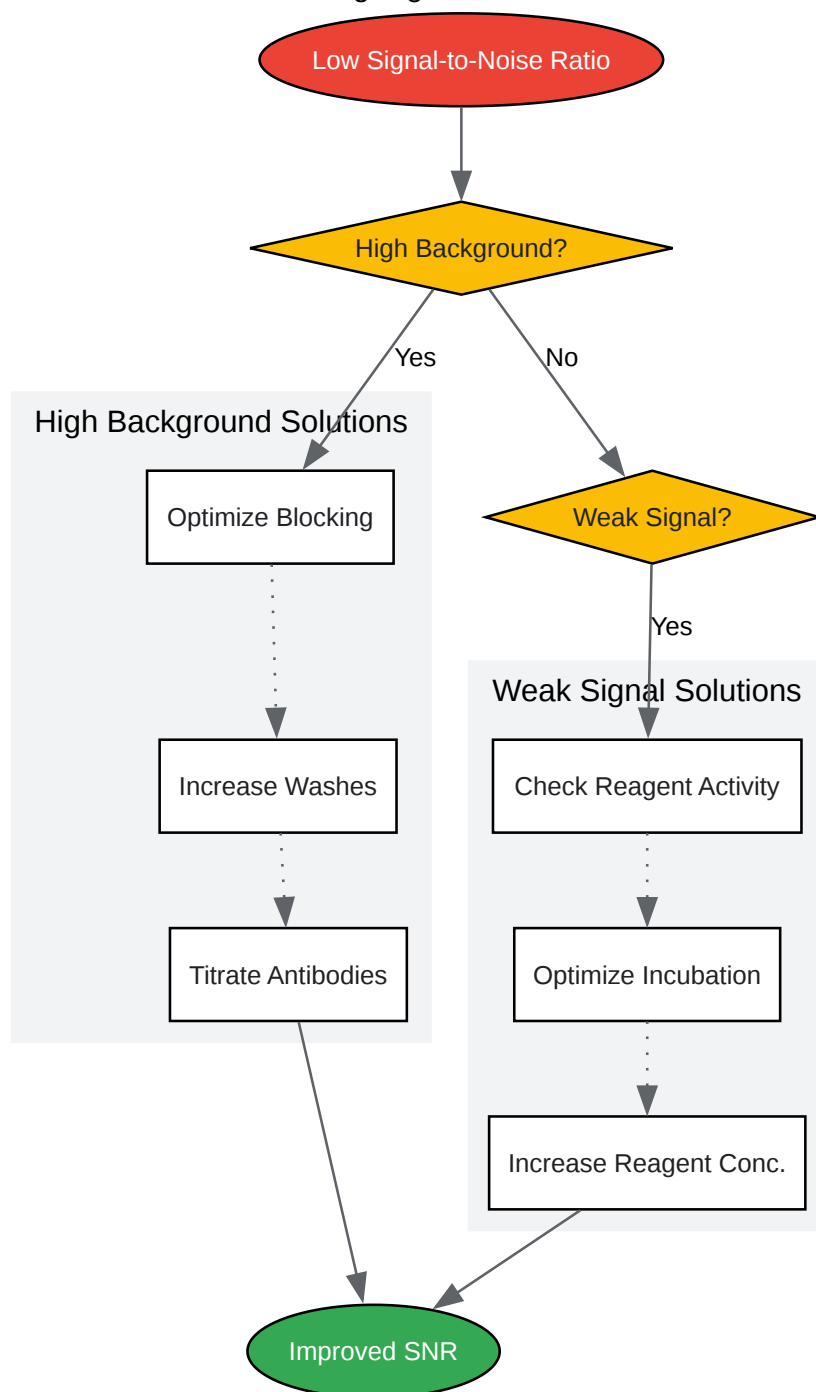 Low Signal-to-Noise Ratio
High Background?
Yes
No
High Background Solutions
Optimize Blocking
Weak Signal?
Yes
Weak Signal Solutions
Increase Washes
Check Reagent Activity
Titrate Antibodies
Optimize Incubation
Increase Reagent Conc.
Improved SNR